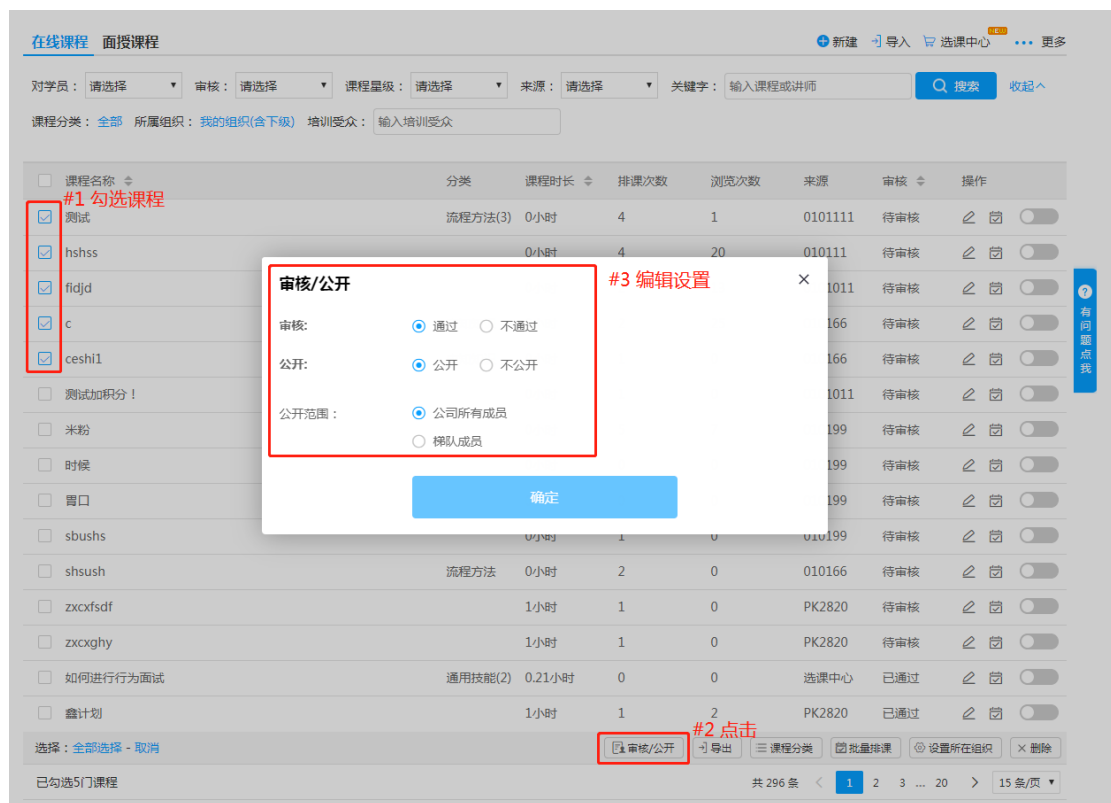 在线课程 面授课程 新建 导入 选课中心 NEW 更多
对学员： 请选择 审核： 请选择 课程星级： 请选择 来源： 请选择 关键字： 输入课程或讲师 搜索 收起
课程分类： 全部 所属组织： 我的组织(含下级) 培训受众： 输入培训受众
课程名称 分类 课程时长 排课次数 浏览次数 来源 审核 操作
#1 勾选课程
测试 流程方法(3) 0小时 4 1 0101111 待审核
hshss 0小时 4 20 010111 待审核
fidjd 1011 待审核
c 166 待审核
ceshi1 166 待审核
测试加积分！ 1011 待审核
米粉 199 待审核
时候 199 待审核
胃口 199 待审核
sbushs 0小时 1 0 010199 待审核
shsush 流程方法 0小时 2 0 010166 待审核
zxcxfsdf 1小时 1 0 PK2820 待审核
zxcxghy 1小时 1 0 PK2820 待审核
如何进行行为面试 通用技能(2) 0.21小时 0 0 选课中心 已通过
鑫计划 1小时 1 2 PK2820 已通过
审核/公开
#3 编辑设置
审核: 通过 不通过
公开: 公开 不公开
公开范围： 公司所有成员
梯队成员
确定
有问题点我
#2 点击
选择：全部选择 - 取消 审核/公开 导出 课程分类 批量排课 设置所在组织 删除
已勾选5门课程 共 296 条 1 2 3 ... 20 15 条/页